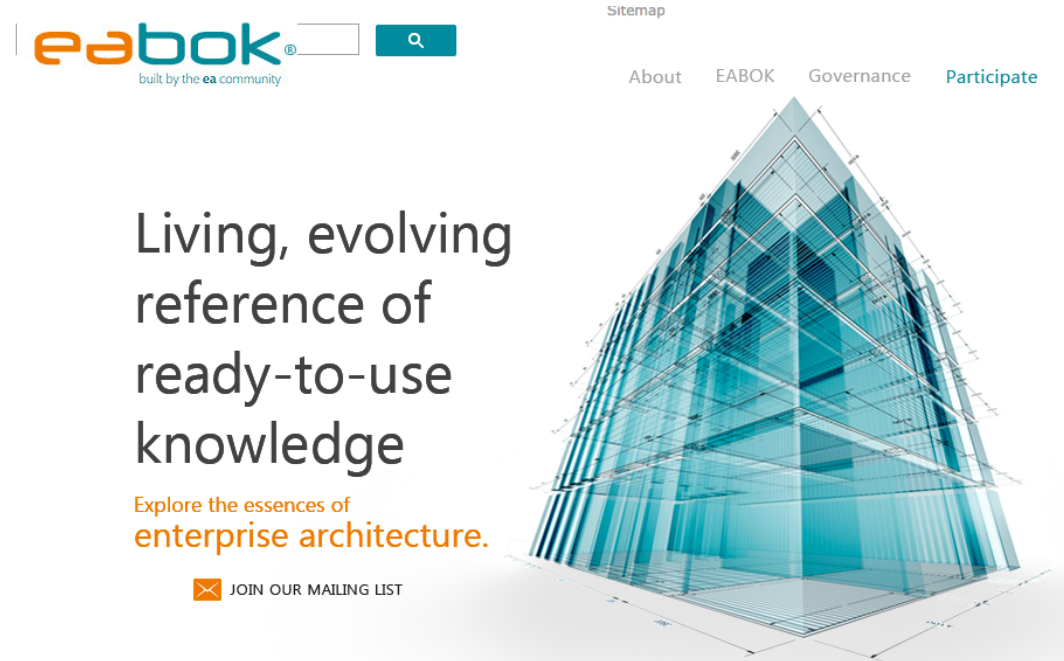 Sitemap
eabok®
built by the ea community
About EABOK Governance Participate
Living, evolving
reference of
ready-to-use
knowledge
Explore the essences of
enterprise architecture.
JOIN OUR MAILING LIST